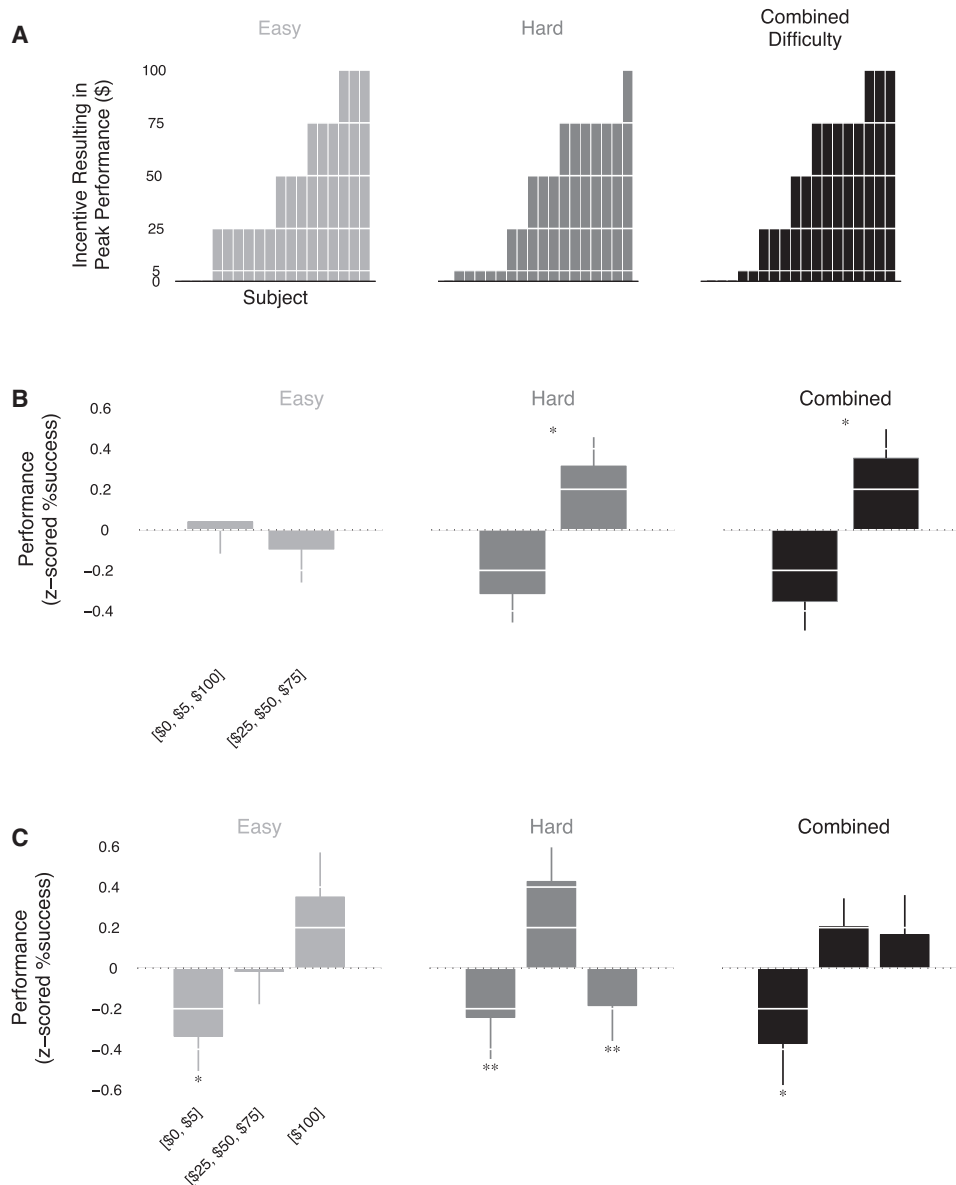 A
Easy
Hard
Combined
Difficulty
Incentive Resulting in
Peak Performance ($)
100
75
50
25
5
0
Subject
B
Easy
Hard
Combined
Performance
(z−scored %success)
0.6
0.4
0.2
0
−0.2
−0.4
*
*
[$0, $5, $100]
[$25, $50, $75]
C
Easy
Hard
Combined
Performance
(z−scored %success)
0.6
0.4
0.2
0
−0.2
−0.4
−0.6
*
**
**
*
[$0, $5]
[$25, $50, $75]
[$100]